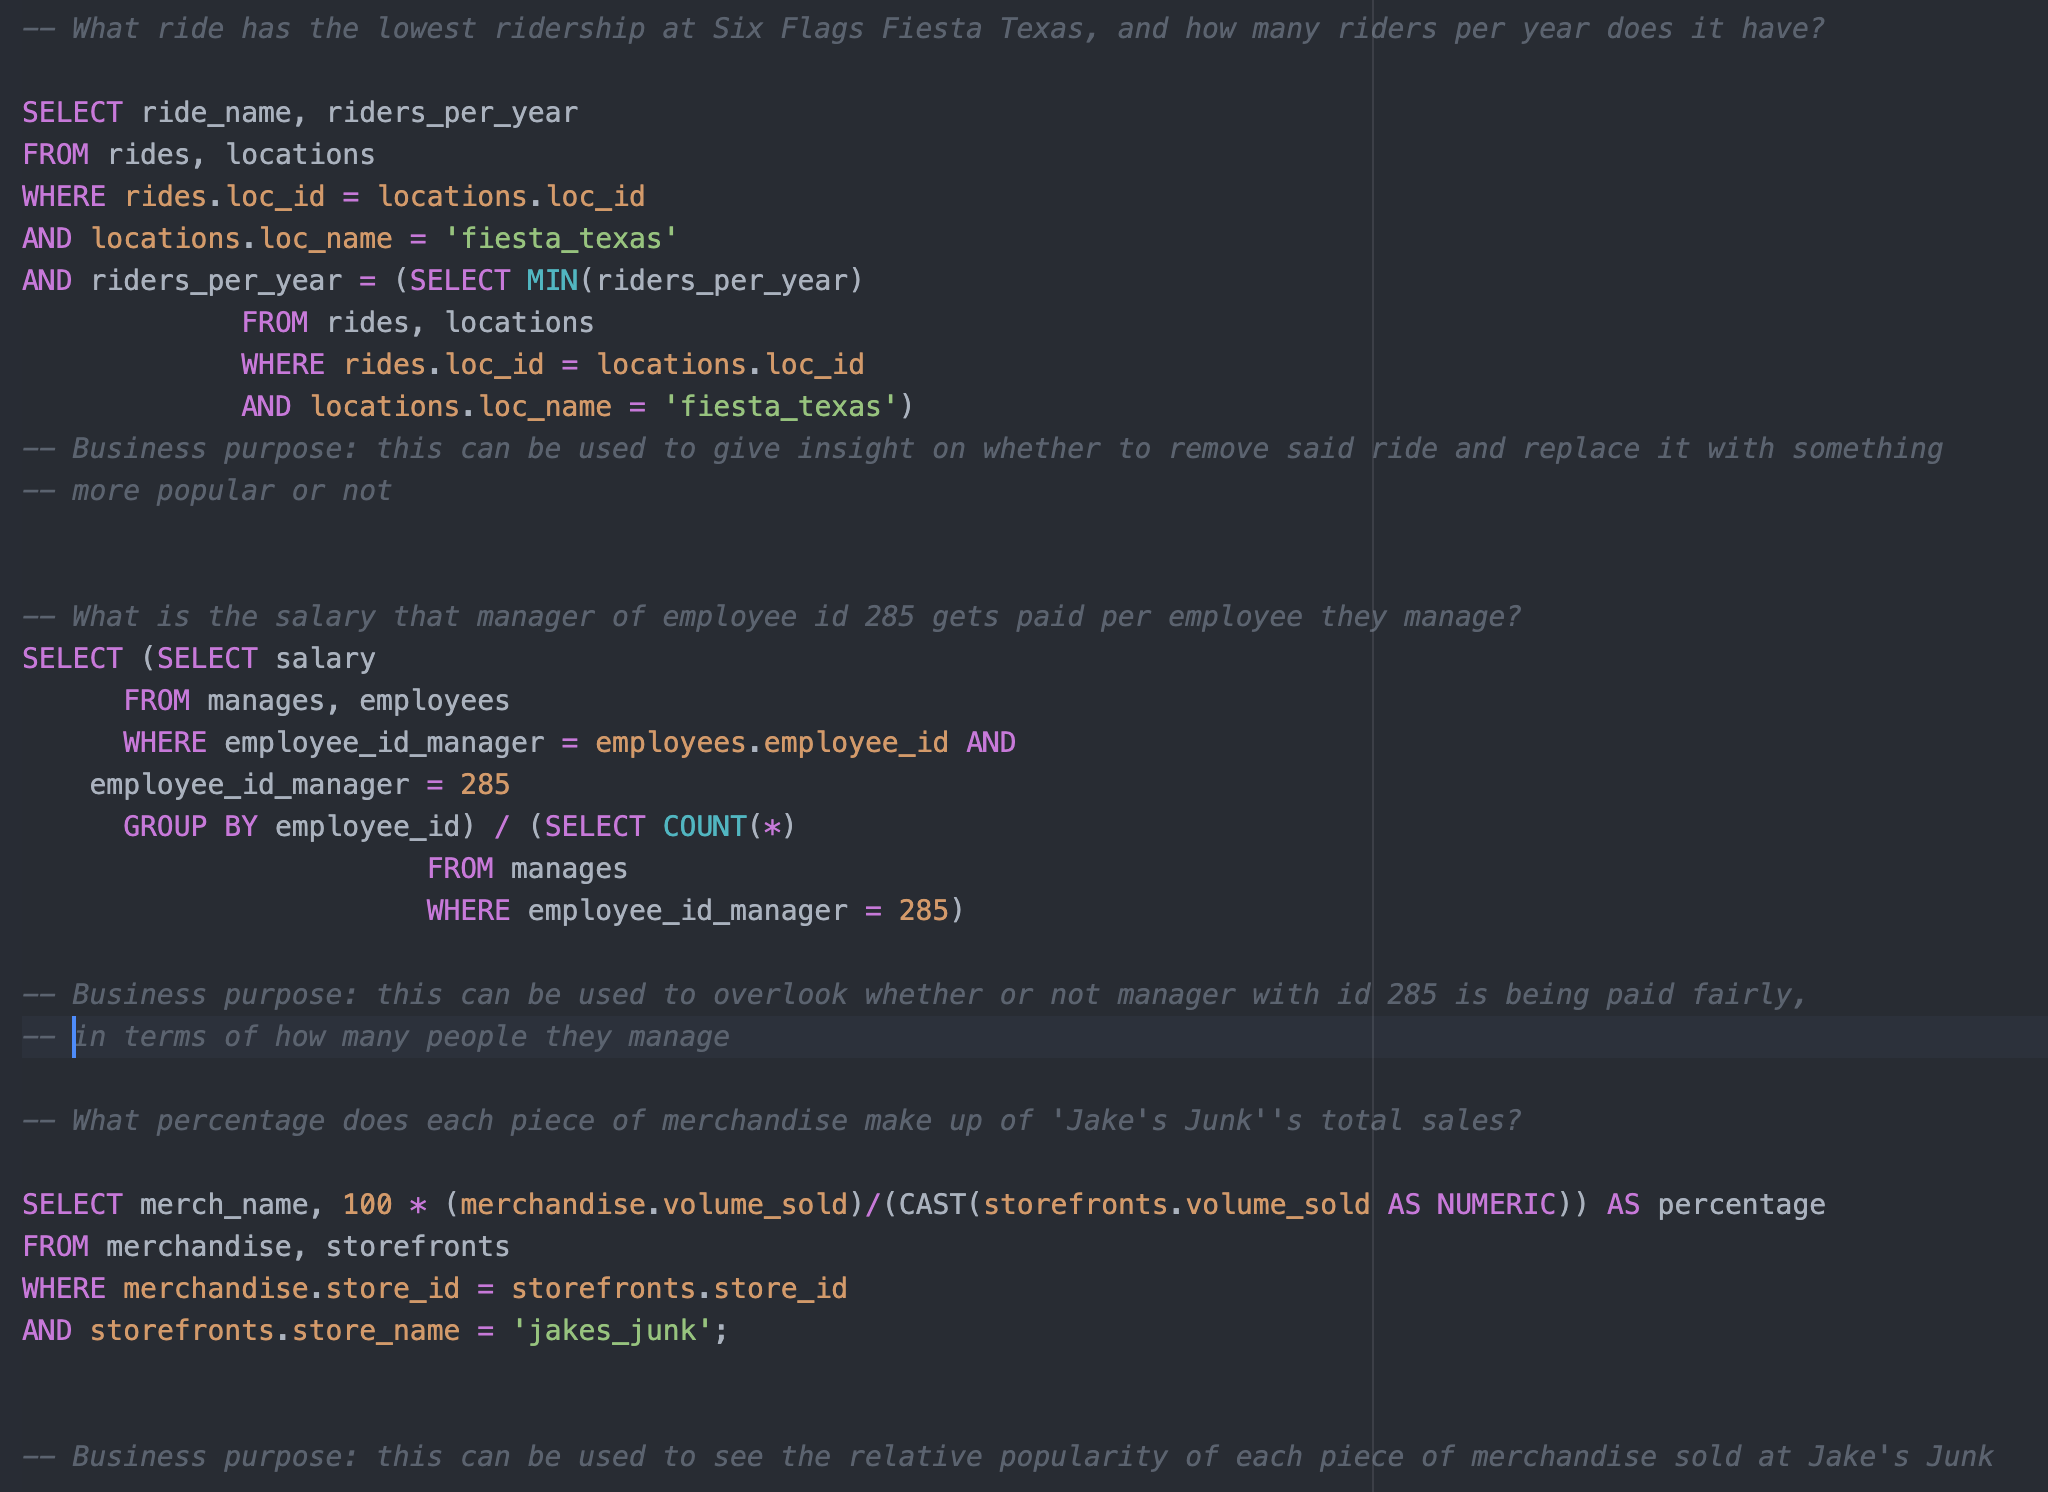 -- What ride has the lowest ridership at Six Flags Fiesta Texas, and how many riders per year does it have?
SELECT ride_name, riders_per_year
FROM rides, locations
WHERE rides.loc_id = locations.loc_id
AND locations.loc_name = 'fiesta_texas'
AND riders_per_year = (SELECT MIN(riders_per_year)
FROM rides, locations
WHERE rides.loc_id = locations.loc_id
AND locations.loc_name = 'fiesta_texas')
-- Business purpose: this can be used to give insight on whether to remove said ride and replace it with something
-- more popular or not
-- What is the salary that manager of employee id 285 gets paid per employee they manage?
SELECT (SELECT salary
FROM manages, employees
WHERE employee_id_manager = employees.employee_id AND
employee_id_manager = 285
GROUP BY employee_id) / (SELECT COUNT(*)
FROM manages
WHERE employee_id_manager = 285)
-- Business purpose: this can be used to overlook whether or not manager with id 285 is being paid fairly,
-- in terms of how many people they manage
-- What percentage does each piece of merchandise make up of 'Jake's Junk''s total sales?
SELECT merch_name, 100 * (merchandise.volume_sold)/(CAST(storefronts.volume_sold AS NUMERIC)) AS percentage
FROM merchandise, storefronts
WHERE merchandise.store_id = storefronts.store_id
AND storefronts.store_name = 'jakes_junk';
-- Business purpose: this can be used to see the relative popularity of each piece of merchandise sold at Jake's Junk